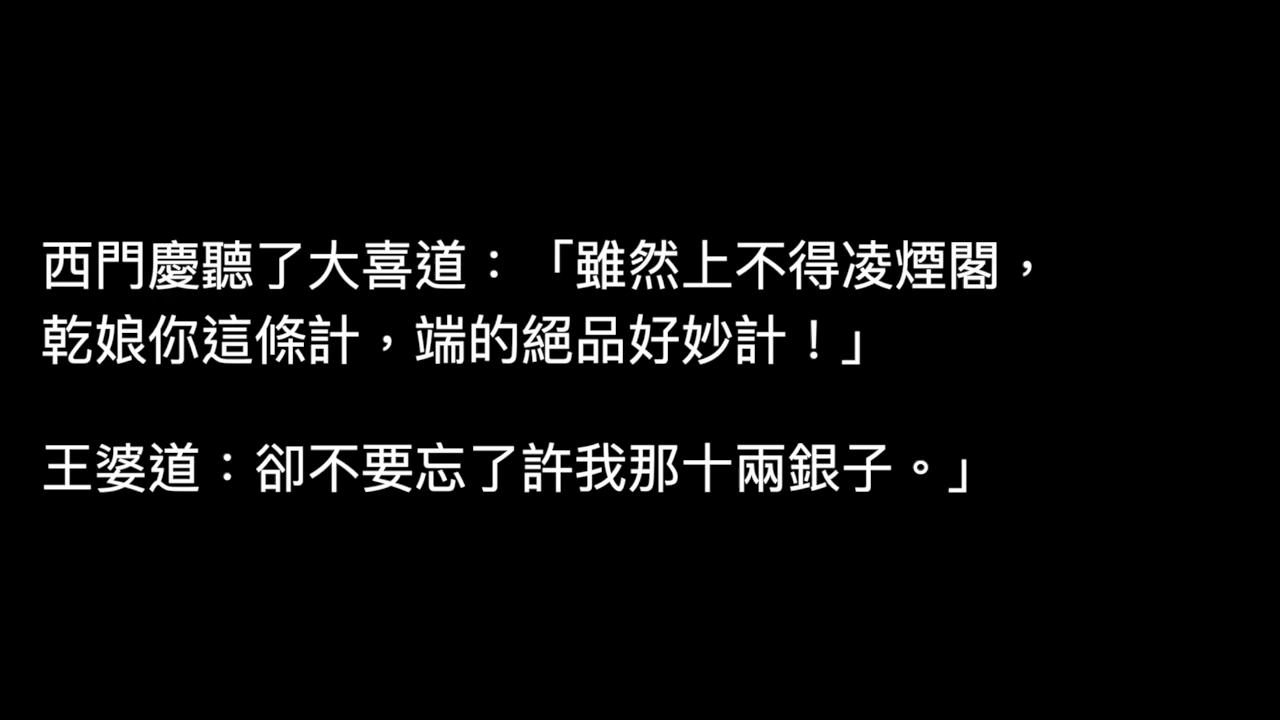 西門慶聽了大喜道：「雖然上不得凌煙閣，
乾娘你這條計，端的絕品好妙計！」
王婆道：卻不要忘了許我那十兩銀子。」